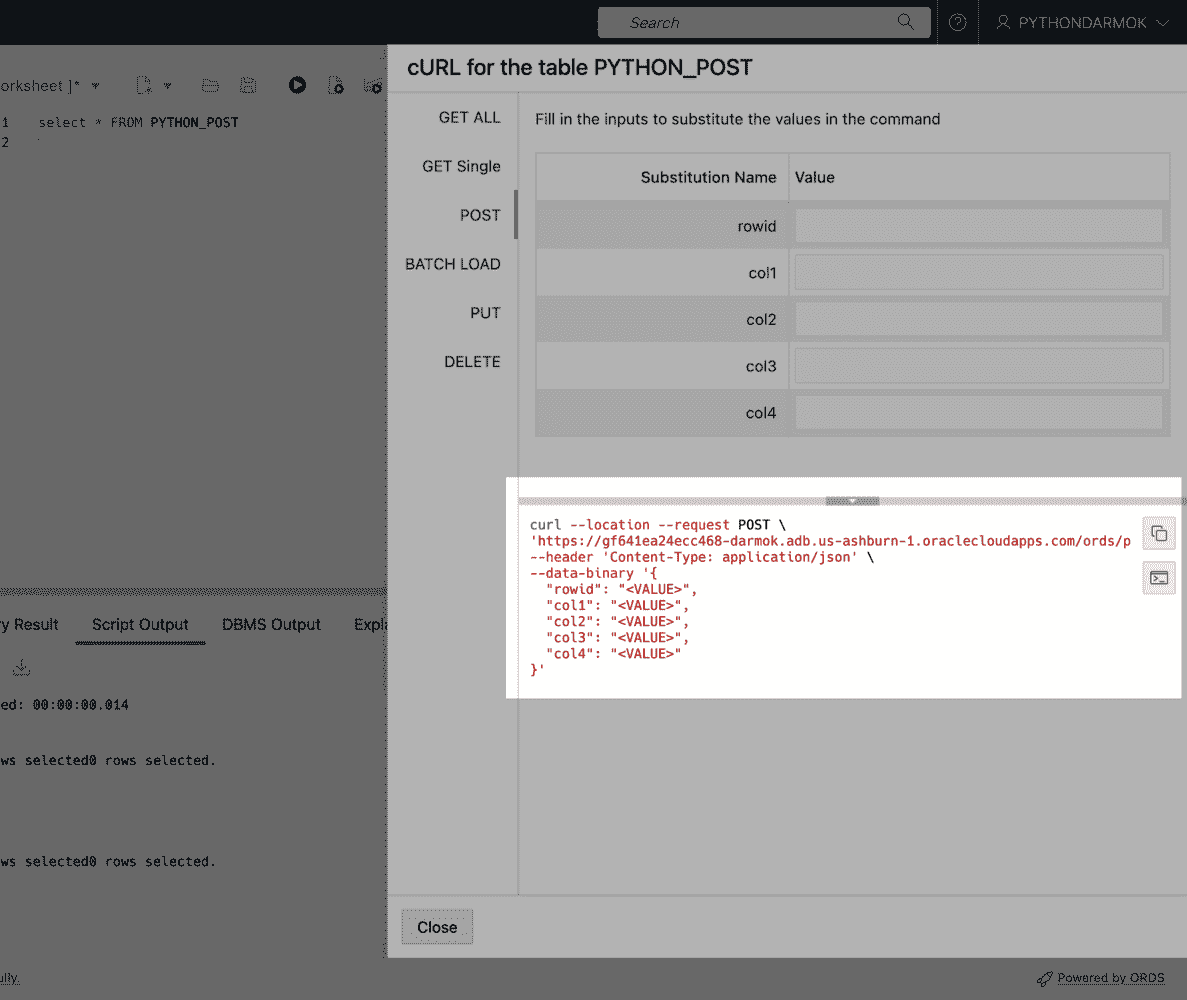 Search
PYTHONDARMOK
orksheet ]*
1 select * FROM PYTHON_POST
2
cURL for the table PYTHON_POST
GET ALL
GET Single
POST
BATCH LOAD
PUT
DELETE
Fill in the inputs to substitute the values in the command
Substitution Name Value
rowid
col1
col2
col3
col4
curl --location --request POST \
'https://gf641ea24ecc468-darmok.adb.us-ashburn-1.oraclecloudapps.com/ords/p
--header 'Content-Type: application/json' \
--data-binary '{
"rowid": "<VALUE>",
"col1": "<VALUE>",
"col2": "<VALUE>",
"col3": "<VALUE>",
"col4": "<VALUE>"
}'
ry Result Script Output DBMS Output Expla
ed: 00:00:00.014
ws selected0 rows selected.
ws selected0 rows selected.
Close
ully.
Powered by ORDS